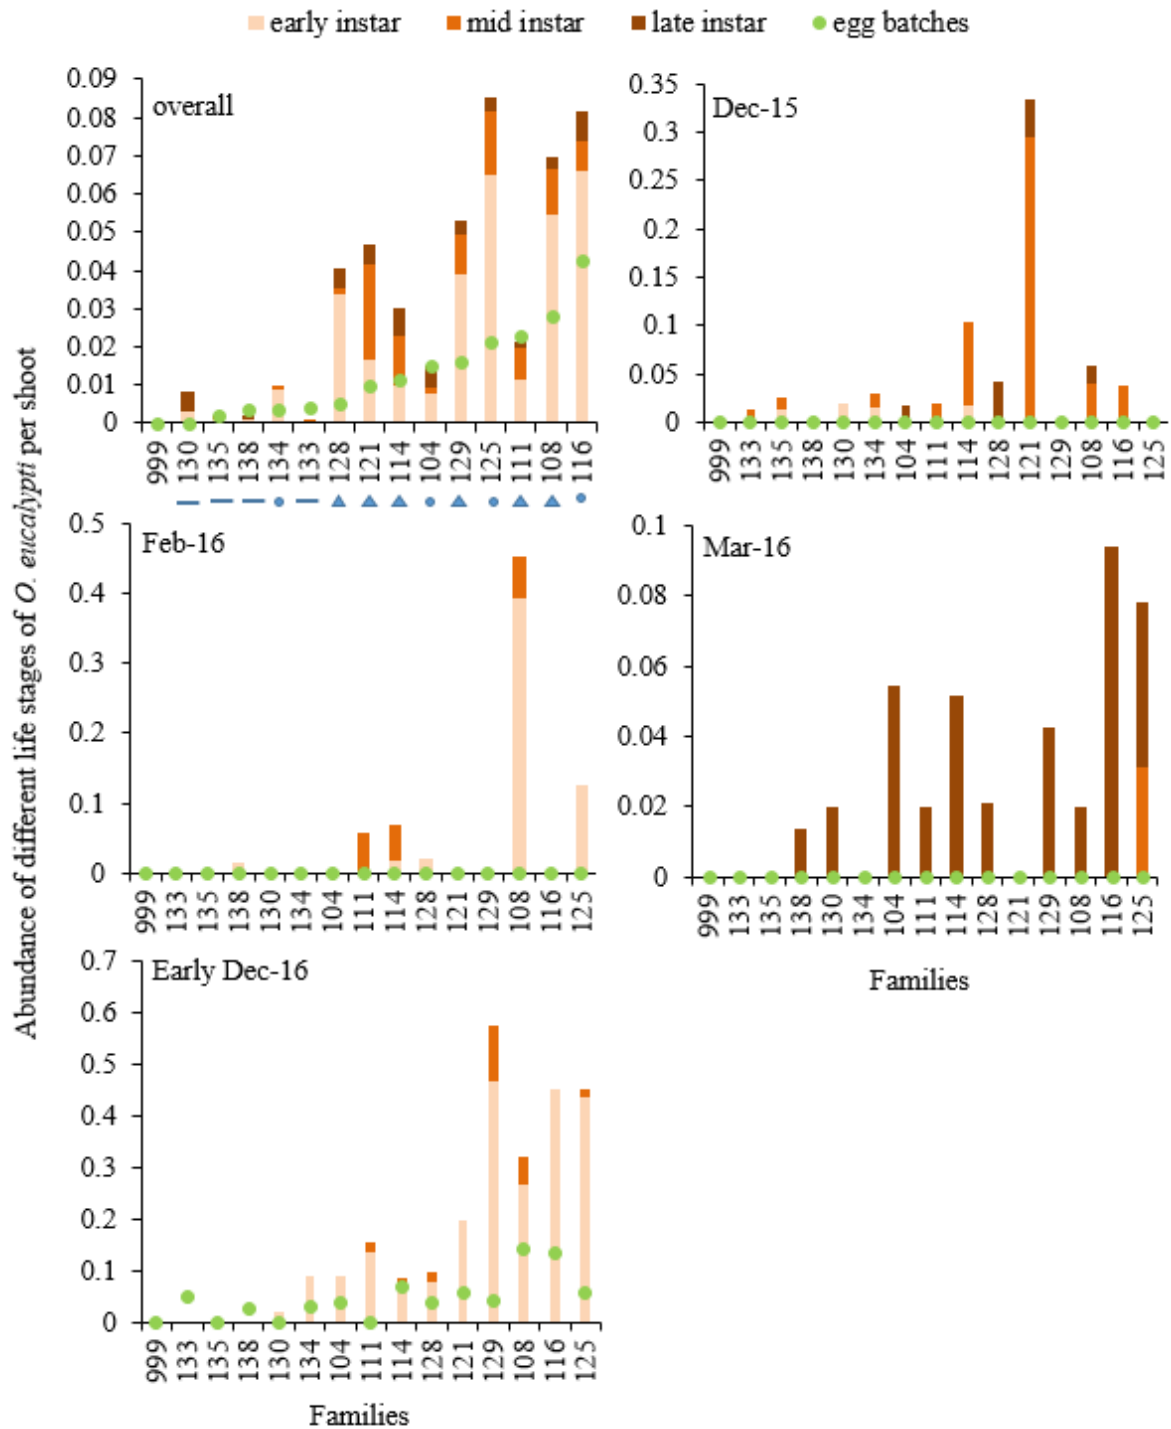 early instar mid instar late instar egg batches
Abundance of different life stages of O. eucalypti per shoot
overall
0.09
0.08
0.07
0.06
0.05
0.04
0.03
0.02
0.01
0
999 130 135 138 134 133 128 121 114 104 129 125 111 108 116
Dec-15
0.35
0.3
0.25
0.2
0.15
0.1
0.05
0
999 133 135 138 130 134 104 111 114 128 121 129 108 116 125
Feb-16
0.5
0.4
0.3
0.2
0.1
0
999 133 135 138 130 134 104 111 114 128 121 129 108 116 125
Mar-16
0.1
0.08
0.06
0.04
0.02
0
999 133 135 138 130 134 104 111 114 128 121 129 108 116 125
Families
Early Dec-16
0.7
0.6
0.5
0.4
0.3
0.2
0.1
0
999 133 135 138 130 134 104 111 114 128 121 129 108 116 125
Families